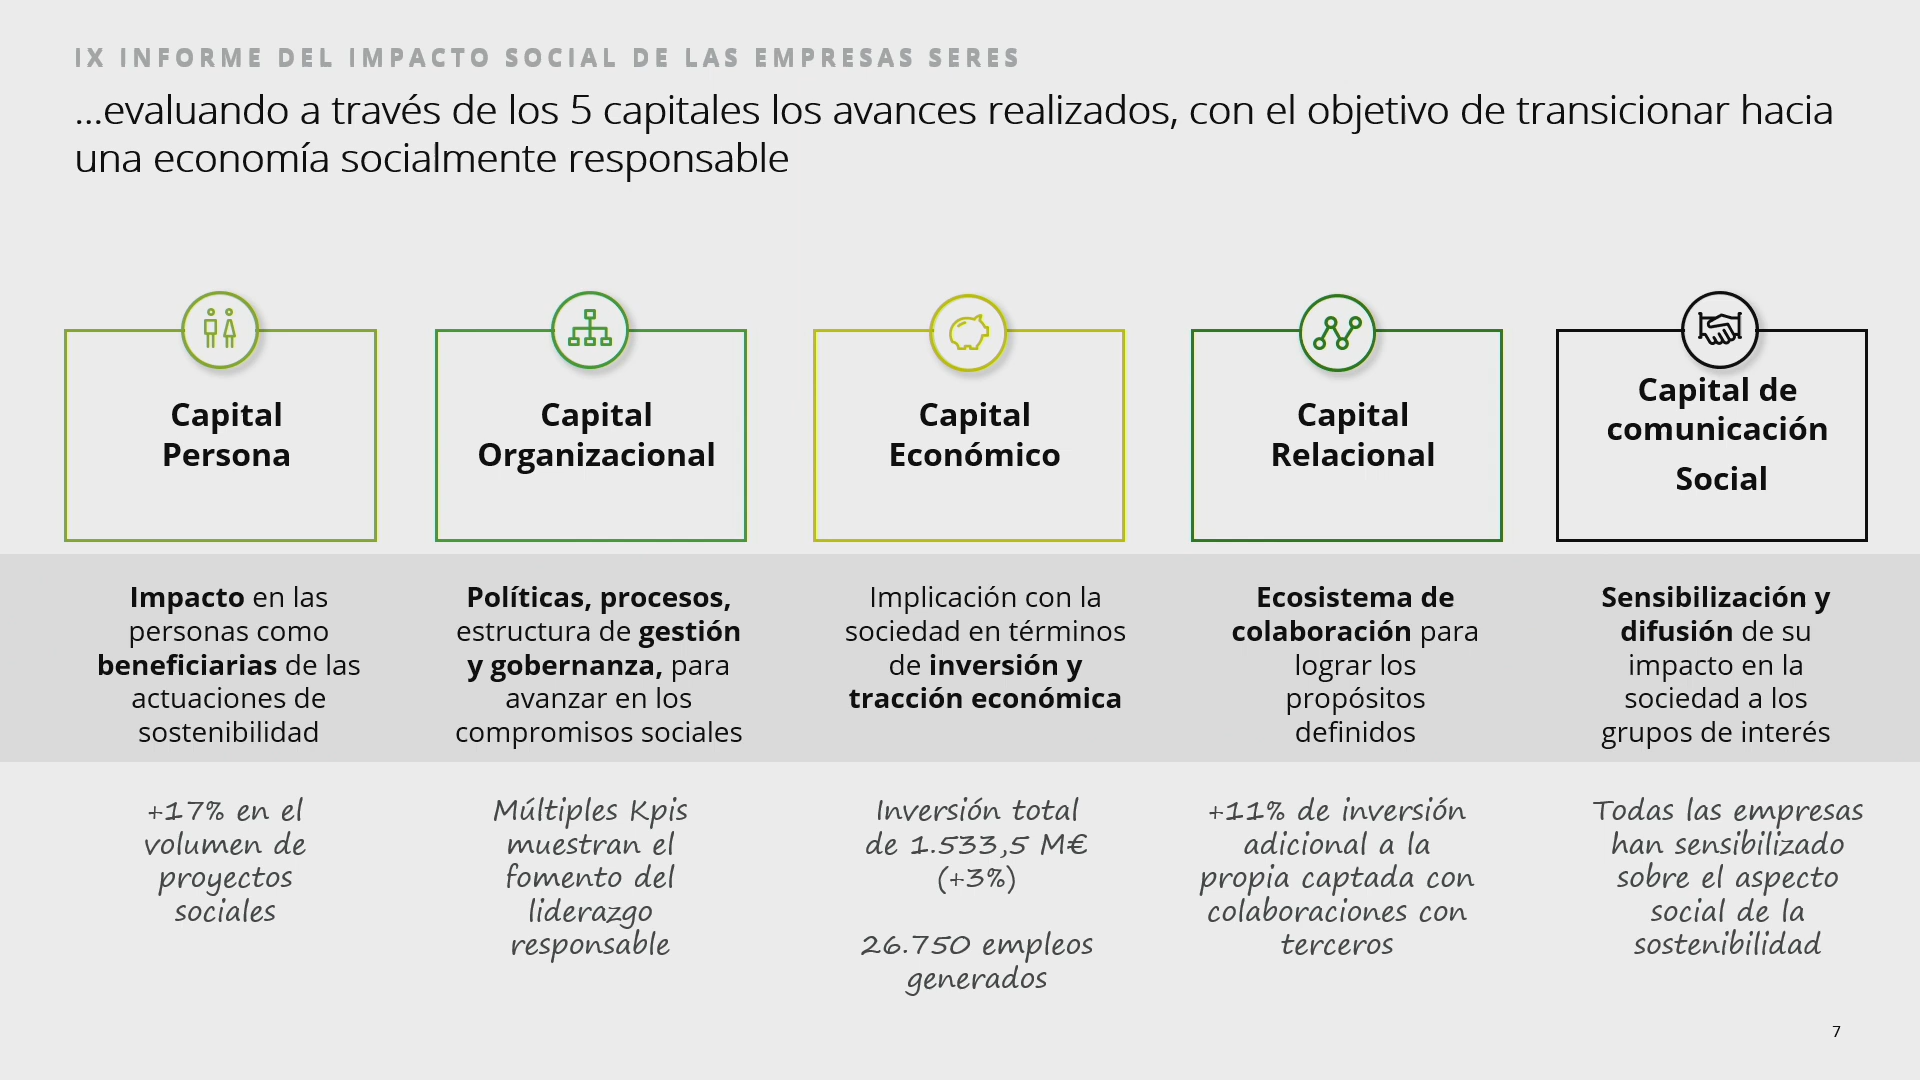 IX INFORME DEL IMPACTO SOCIAL DE LAS EMPRESAS SERES
...evaluando a través de los 5 capitales los avances realizados, con el objetivo de transicionar hacia
una economía socialmente responsable
Capital
Persona
Impacto en las
personas como
beneficiarias de las
actuaciones de
sostenibilidad
+17% en el
volumen de
proyectos
sociales
Capital
Organizacional
Políticas, procesos,
estructura de gestión
y gobernanza, para
avanzar en los
compromisos sociales
Múltiples Kpis
muestran el
fomento del
liderazgo
responsable
Capital
Económico
Implicación con la
sociedad en términos
de inversión y
tracción económica
Inversión total
de 1.533,5 M€
(+3%)
26.750 empleos
generados
Capital
Relacional
Ecosistema de
colaboración para
lograr los
propósitos
definidos
+11% de inversión
adicional a la
propia captada con
colaboraciones con
terceros
Capital de
comunicación
Social
Sensibilización y
difusión de su
impacto en la
sociedad a los
grupos de interés
Todas las empresas
han sensibilizado
sobre el aspecto
social de la
sostenibilidad
7